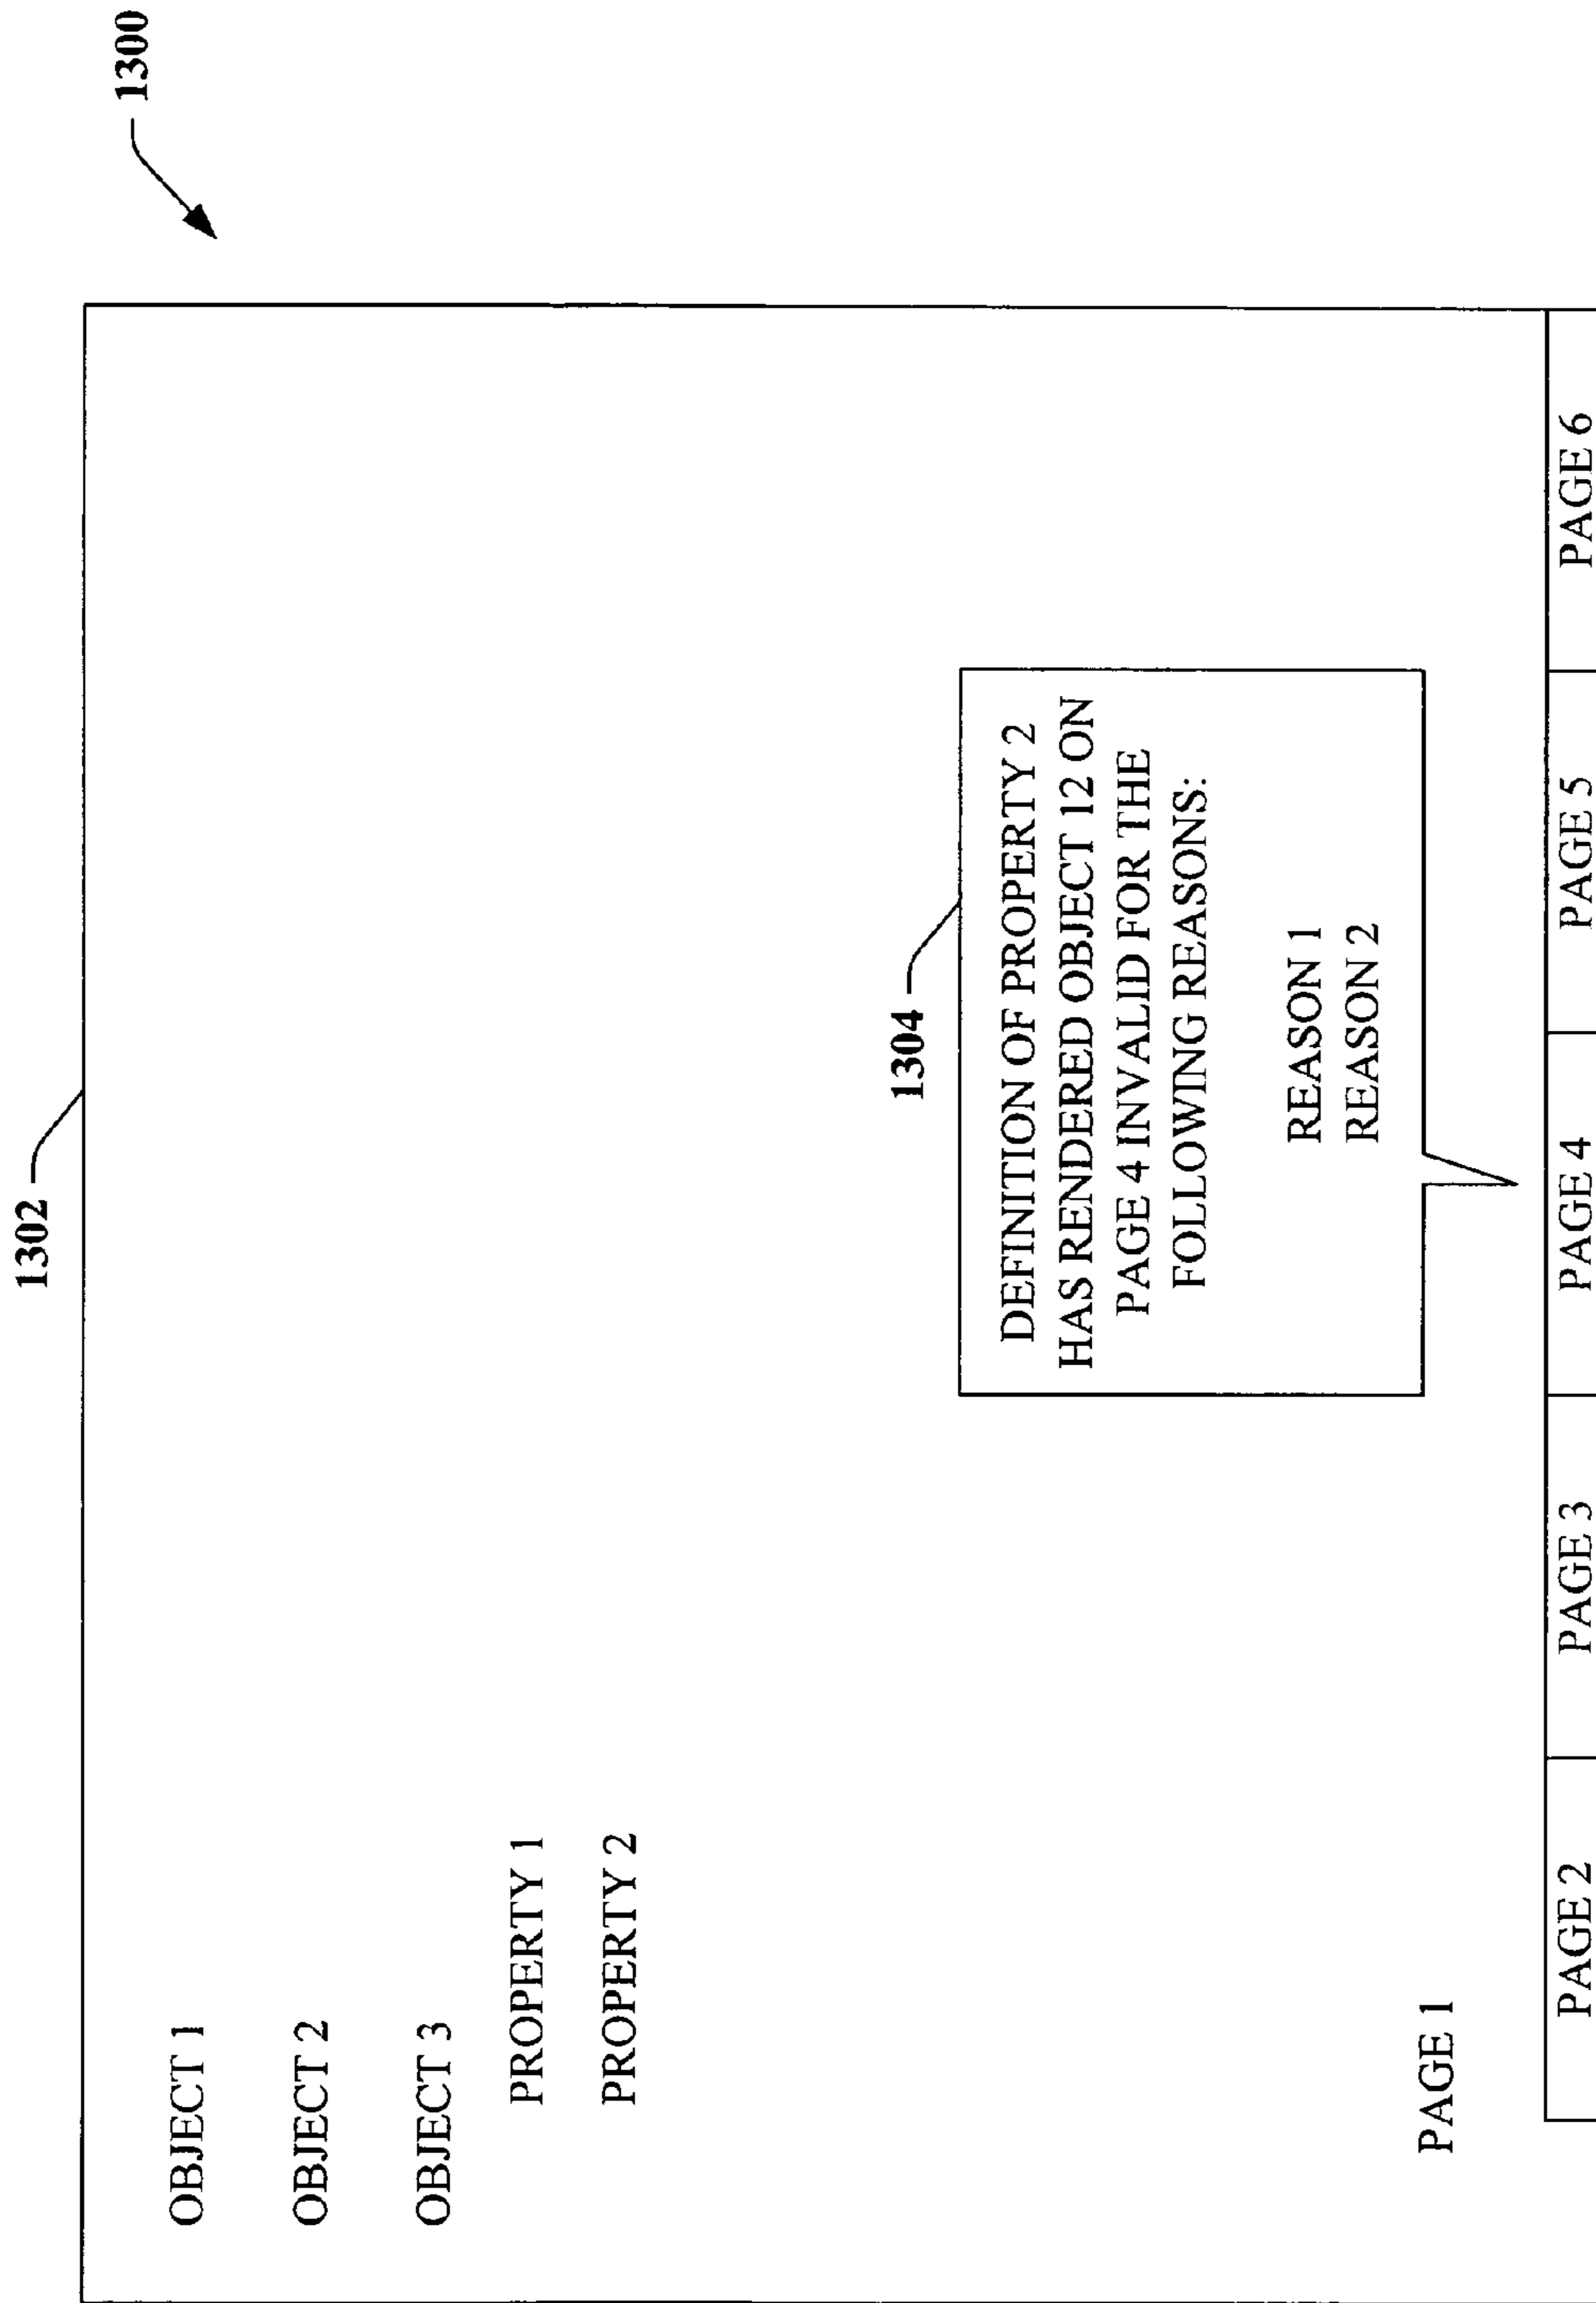 1300
1302
OBJECT 1
OBJECT 2
OBJECT 3
PROPERTY 1
PROPERTY 2
1304
DEFINITION OF PROPERTY 2
HAS RENDERED OBJECT 12 ON
PAGE 4 INVALID FOR THE
FOLLOWING REASONS:
REASON 1
REASON 2
PAGE 1
PAGE 2
PAGE 3
PAGE 4
PAGE 5
PAGE 6